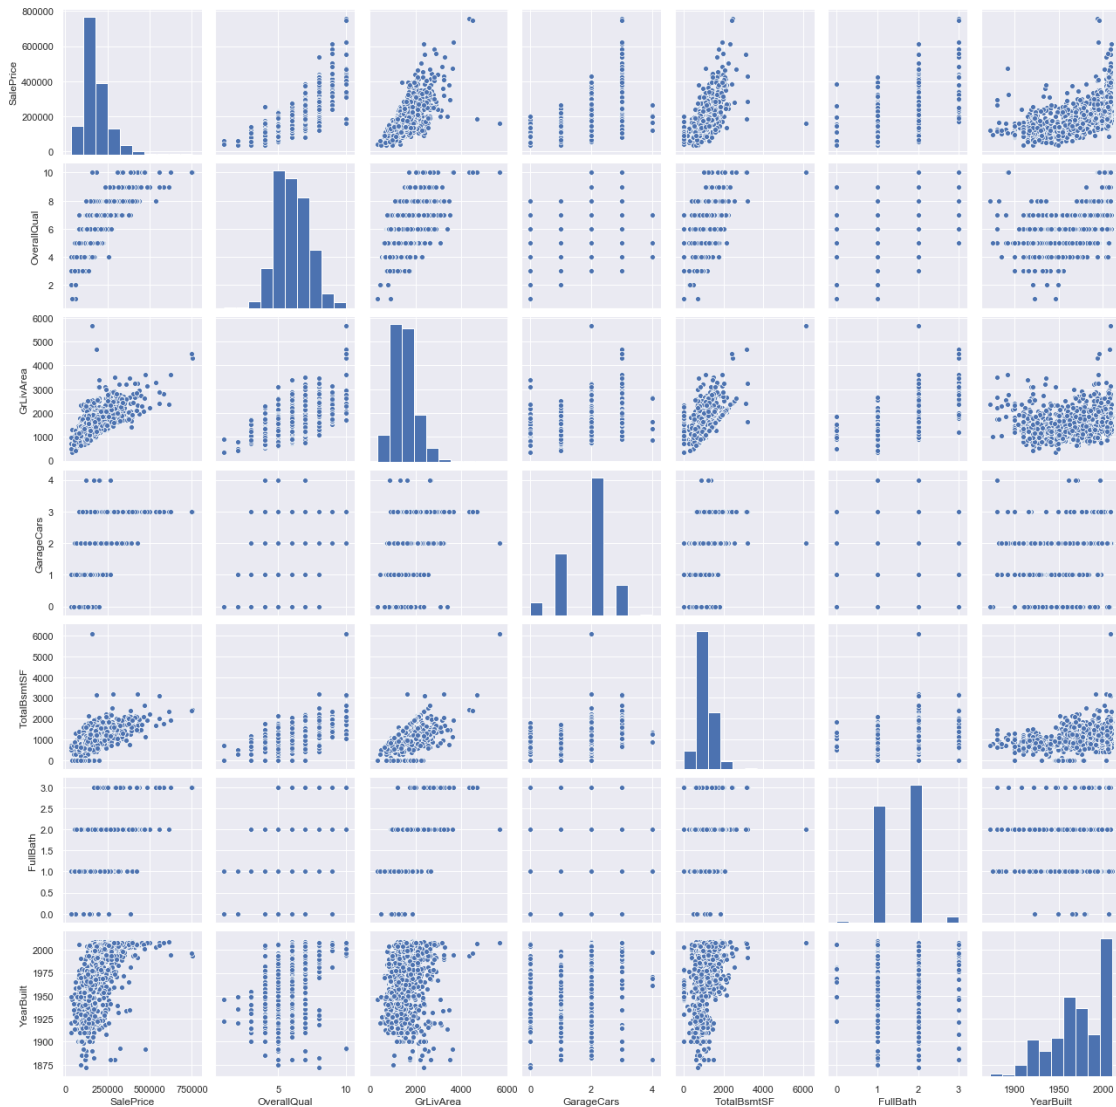 800000
600000
400000
200000
0
SalePrice
10
8
6
4
2
OverallQual
6000
5000
4000
3000
2000
1000
0
GrLivArea
4
3
2
1
0
GarageCars
6000
5000
4000
3000
2000
1000
0
TotalBsmtSF
3.0
2.5
2.0
1.5
1.0
0.5
0.0
FullBath
2000
1975
1950
1925
1900
1875
YearBuilt
0 250000 500000 750000
SalePrice
5 10
OverallQual
0 2000 4000 6000
GrLivArea
0 2 4
GarageCars
0 2000 4000 6000
TotalBsmtSF
0 1 2 3
FullBath
1900 1950 2000
YearBuilt